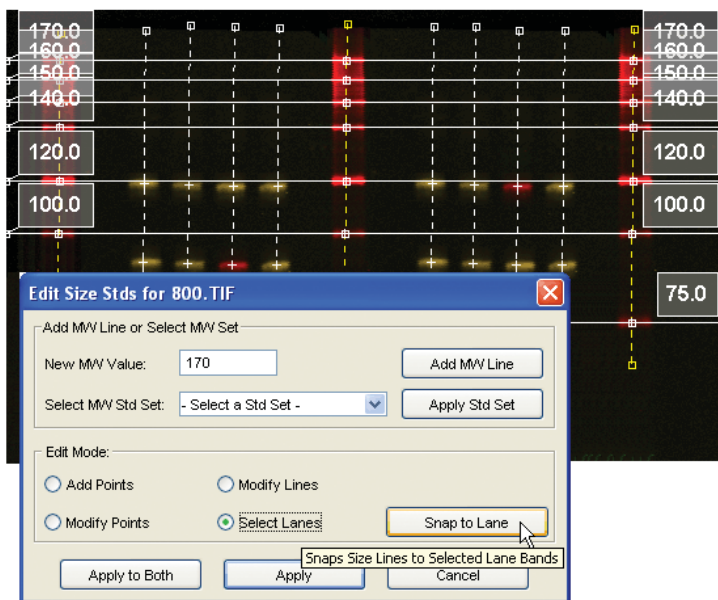 170.0 170.0
160.0 160.0
150.0 150.0
140.0 140.0
120.0 120.0
100.0 100.0
75.0
Edit Size Stds for 800.TIF
Add MW Line or Select MW Set
New MW Value: 170 Add MW Line
Select MW Std Set: - Select a Std Set - Apply Std Set
Edit Mode:
Add Points Modify Lines
Modify Points Select Lanes Snap to Lane
Snaps Size Lines to Selected Lane Bands
Apply to Both Apply Cancel